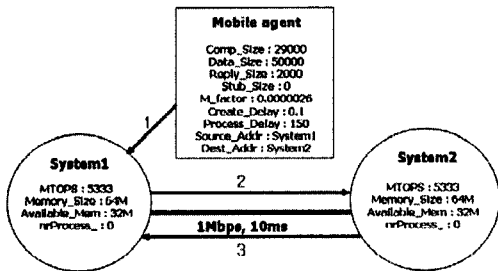 Mobile agent
Comp_Size : 29000
Data_Size : 50000
Reply_Size : 2000
Stub_Size : 0
M_factor : 0.0000026
Create_Delay : 0.1
Process_Delay : 150
Source_Addr : System1
Dest_Addr : System2
1
System1
MTOPS : 5333
Memory_Size : 64M
Available_Mem : 32M
nrProcess_ : 0
2
1Mbps, 10ms
3
System2
MTOPS : 5333
Memory_Size : 64M
Available_Mem : 32M
nrProcess_ : 0